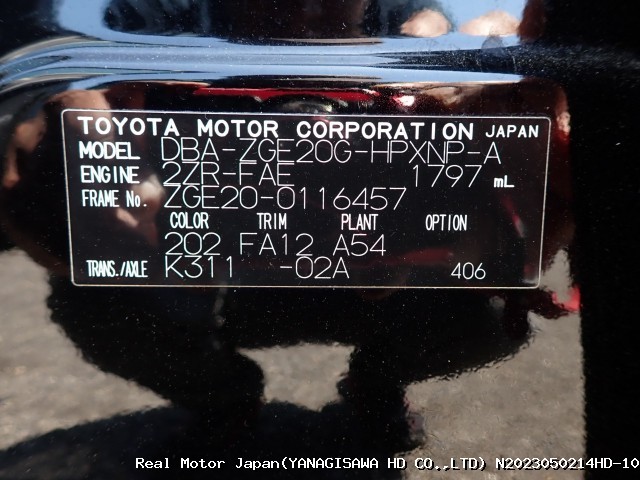 TOYOTA MOTOR CORPORATION JAPAN
MODEL DBA-ZGE20G-HPXNP-A
ENGINE 2ZR-FAE 1797 mL
FRAME No. ZGE20-0116457
COLOR TRIM PLANT OPTION
202 FA12 A54
TRANS./AXLE K311 -02A 406
Real Motor Japan(YANAGISAWA HD CO.,LTD) N2023050214HD-10